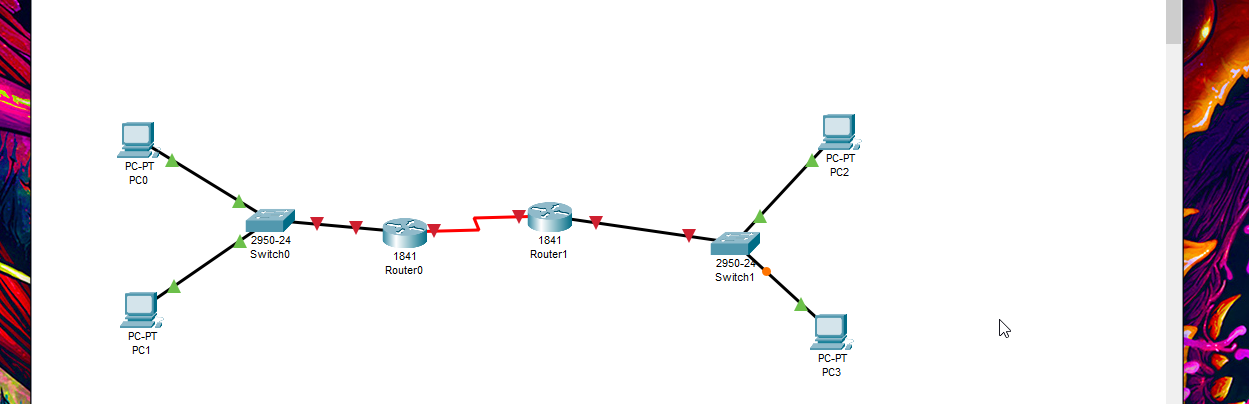 PC-PT
PC0
2950-24
Switch0
PC-PT
PC1
1841
Router0
1841
Router1
2950-24
Switch1
PC-PT
PC2
PC-PT
PC3